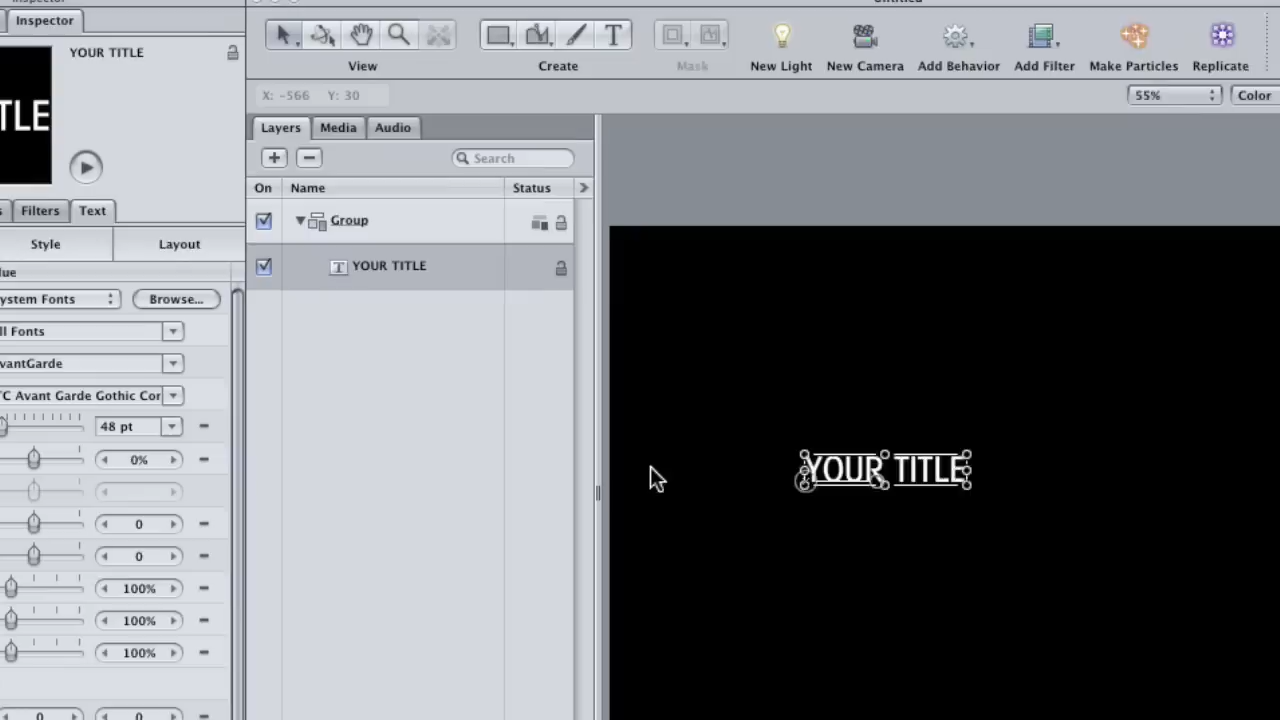 Inspector
YOUR TITLE
TLE
Filters
Text
Style
Layout
lue
ystem Fonts
Browse...
ll Fonts
vantGarde
TC Avant Garde Gothic Cor
48 pt
0%
0
0
100%
100%
100%
0
0
Untitled
View
Create
Mask
New Light
New Camera
Add Behavior
Add Filter
Make Particles
Replicate
X: -566 Y: 30
55%
Color
Layers
Media
Audio
Search
On
Name
Status
Group
YOUR TITLE
YOUR TITLE